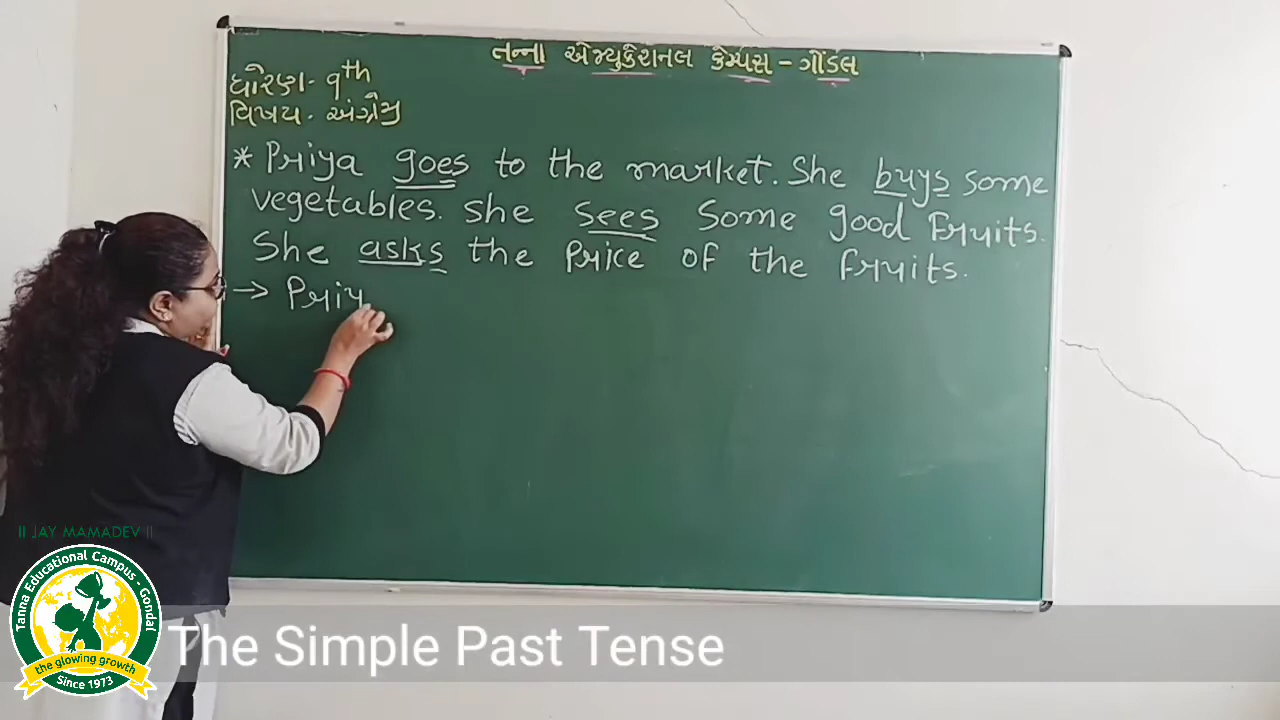 તન્ના એજ્યુકેશનલ કેમ્પસ - ગોંડલ
ધોરણ - 9th
વિષય - અંગ્રેજી
* Priya goes to the market. She buys some
vegetables. She sees some good fruits.
She asks the price of the fruits.
→ Priy
|| JAY MAMADEV ||
Tanna Educational Campus - Gondal
the glowing growth
Since 1973
The Simple Past Tense